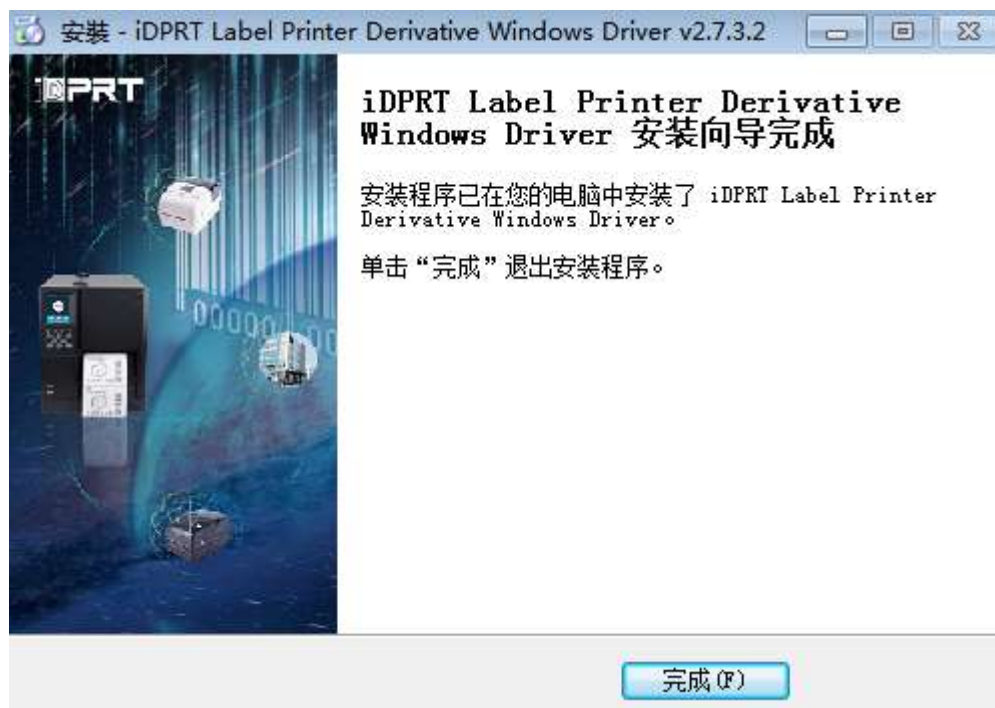 安裝 - iDPRT Label Printer Derivative Windows Driver v2.7.3.2
iDPRT
iDPRT Label Printer Derivative
Windows Driver 安装向导完成
安装程序已在您的电脑中安装了 iDPRT Label Printer
Derivative Windows Driver。
单击“完成”退出安装程序。
完成(F)